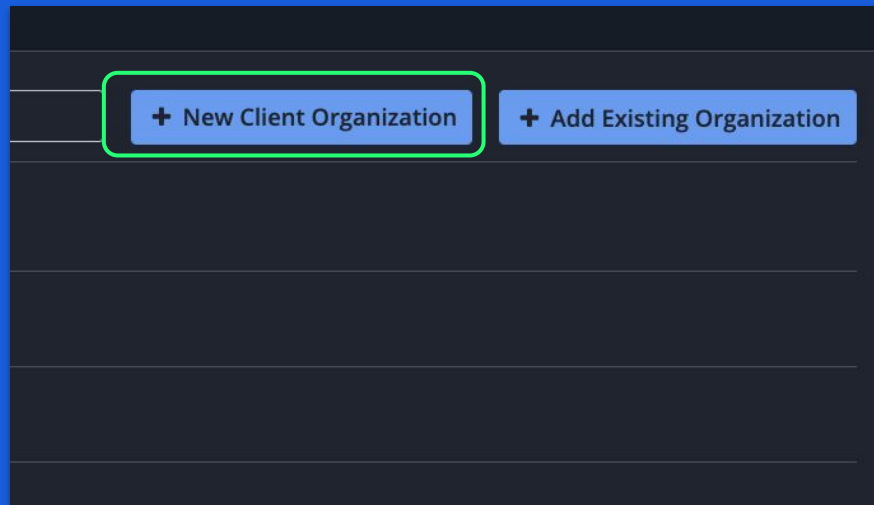 + New Client Organization
+ Add Existing Organization